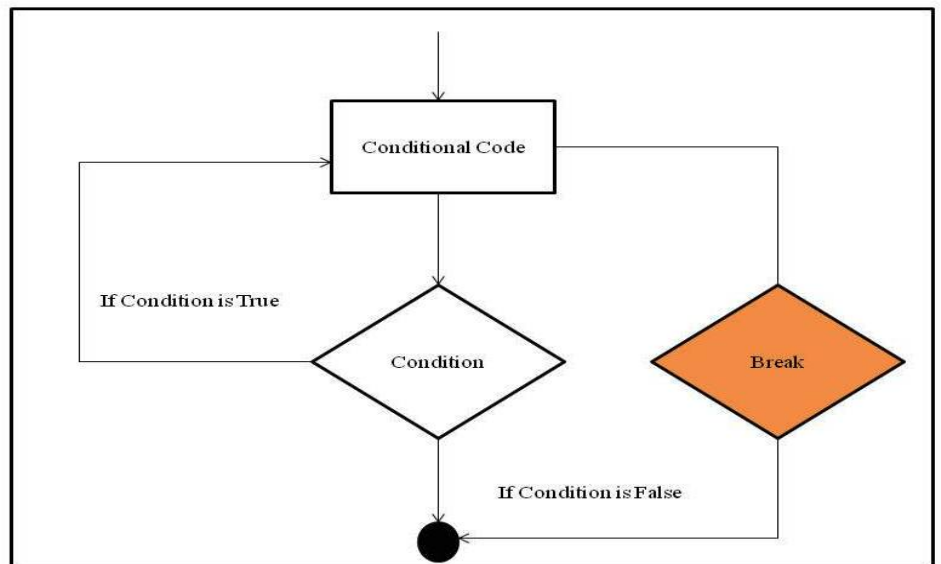 Conditional Code
If Condition is True
Condition
Break
If Condition is False